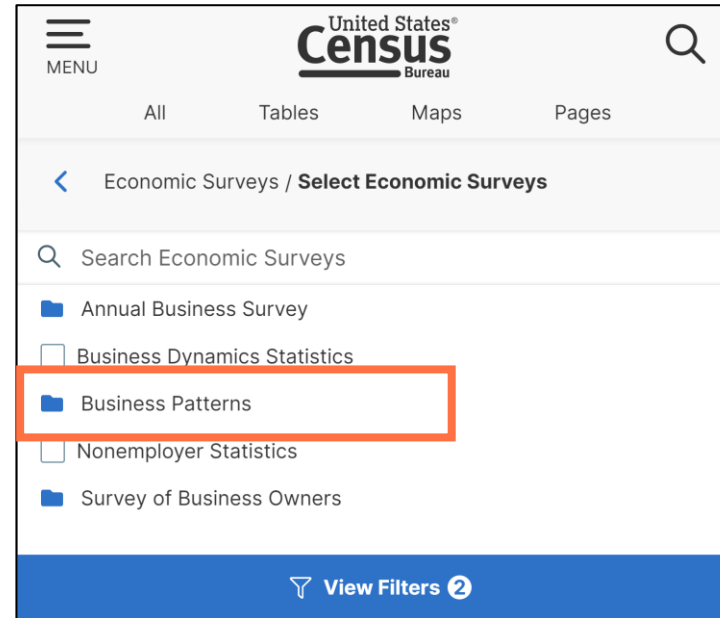 MENU
United States®
Census
Bureau
All Tables Maps Pages
Economic Surveys / Select Economic Surveys
Search Economic Surveys
Annual Business Survey
Business Dynamics Statistics
Business Patterns
Nonemployer Statistics
Survey of Business Owners
View Filters 2